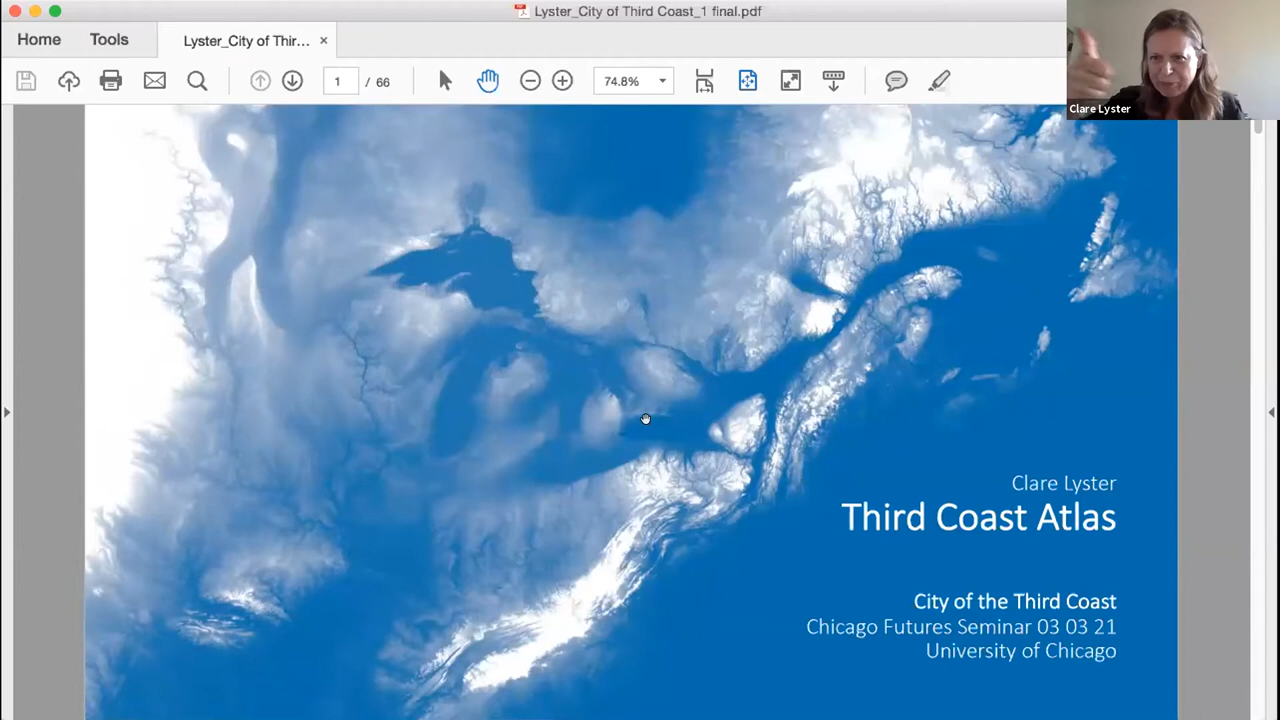 Lyster_City of Third Coast_1 final.pdf
Home
Tools
Lyster_City of Thir... ×
1 / 66
74.8%
Clare Lyster
Clare Lyster
Third Coast Atlas
City of the Third Coast
Chicago Futures Seminar 03 03 21
University of Chicago